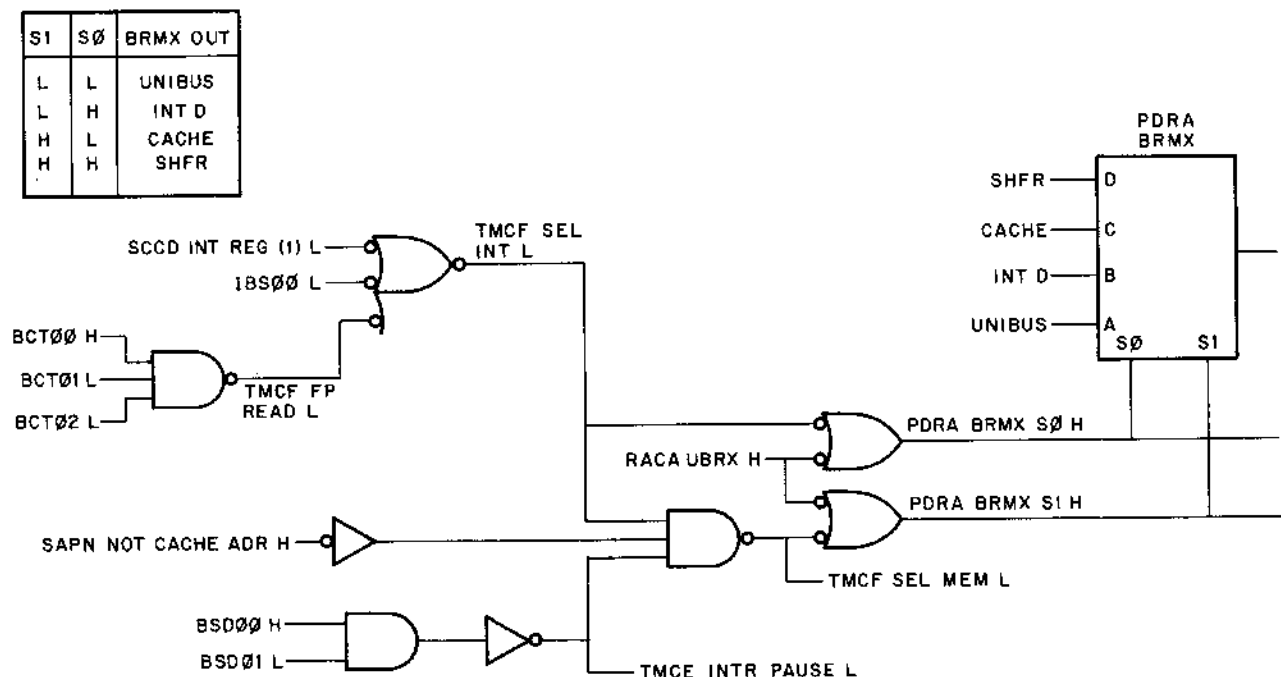 S1 SØ BRMX OUT
L L UNIBUS
L H INT D
H L CACHE
H H SHFR
PDRA
BRMX
SHFR D
CACHE C
INT D B
UNIBUS A
SØ S1
SCCD INT REG (1) L
IBSØØ L
TMCF SEL
INT L
BCTØØ H
BCTØ1 L
BCTØ2 L
TMCF FP
READ L
RACA UBRX H
PDRA BRMX SØ H
PDRA BRMX S1 H
SAPN NOT CACHE ADR H
TMCF SEL MEM L
BSDØØ H
BSDØ1 L
TMCE INTR PAUSE L